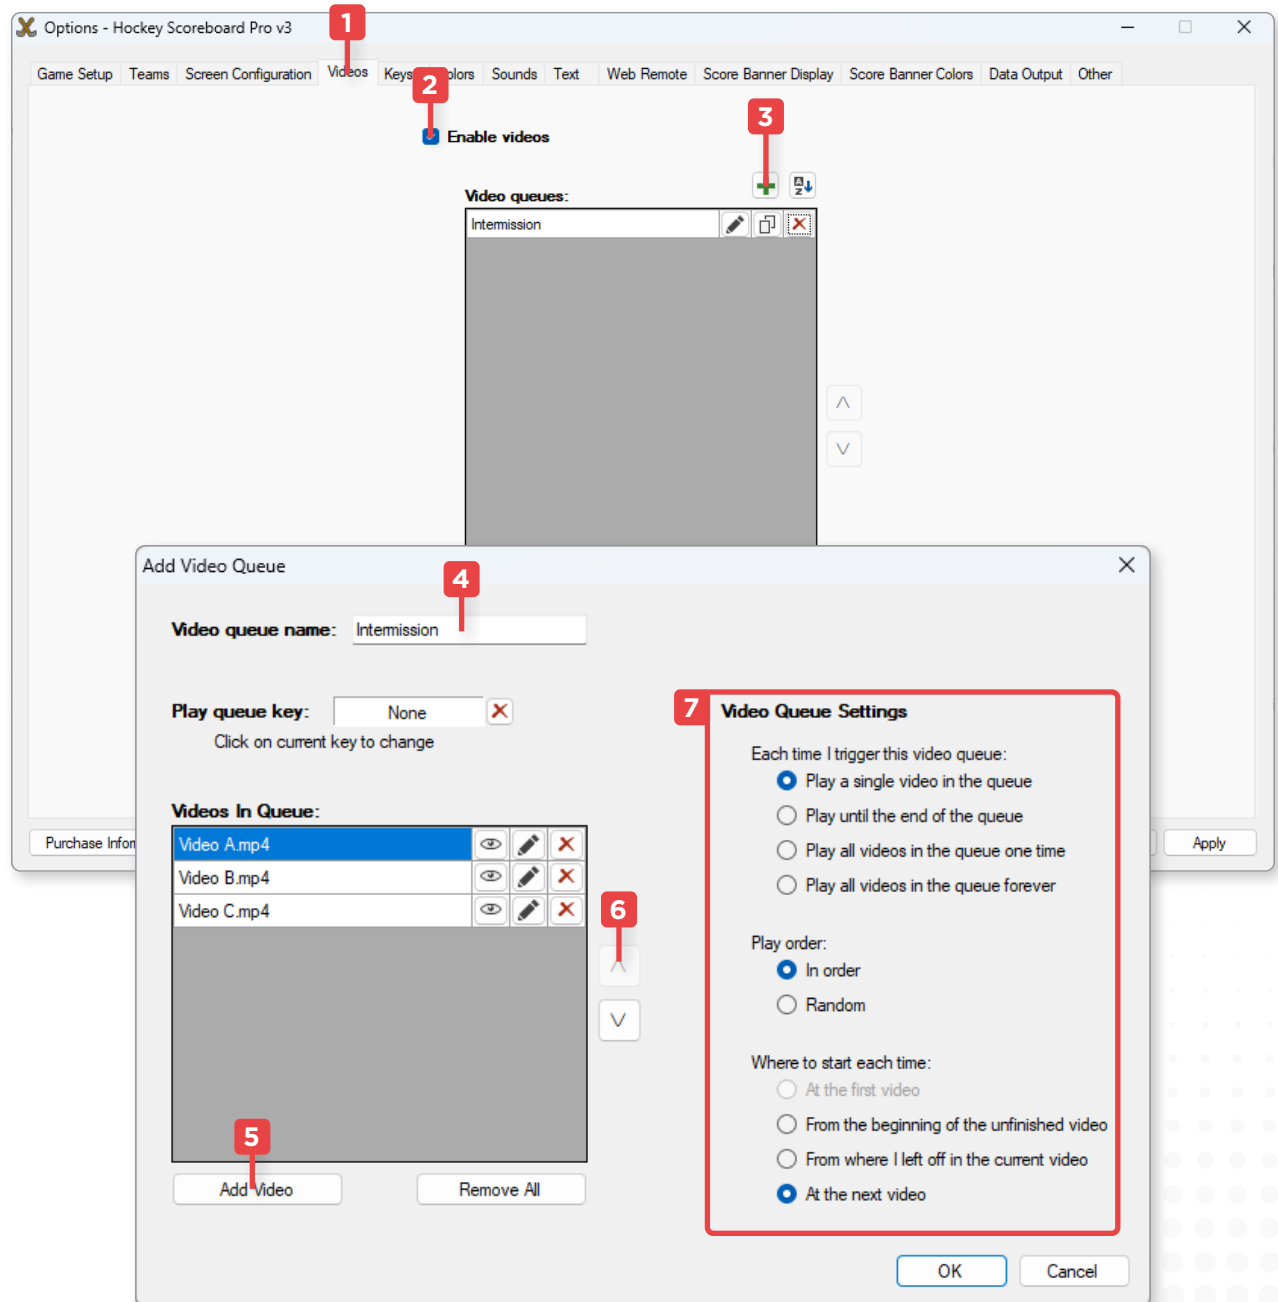 Options - Hockey Scoreboard Pro v3
1
Game Setup Teams Screen Configuration Videos Keys Colors Sounds Text Web Remote Score Banner Display Score Banner Colors Data Output Other
2
3
Enable videos
Video queues:
Intermission
Add Video Queue
4
Video queue name: Intermission
Play queue key: None
Click on current key to change
Videos In Queue:
Video A.mp4
Video B.mp4
Video C.mp4
6
5
Add Video Remove All
7
Video Queue Settings
Each time I trigger this video queue:
Play a single video in the queue
Play until the end of the queue
Play all videos in the queue one time
Play all videos in the queue forever
Play order:
In order
Random
Where to start each time:
At the first video
From the beginning of the unfinished video
From where I left off in the current video
At the next video
OK Cancel
Purchase
Apply